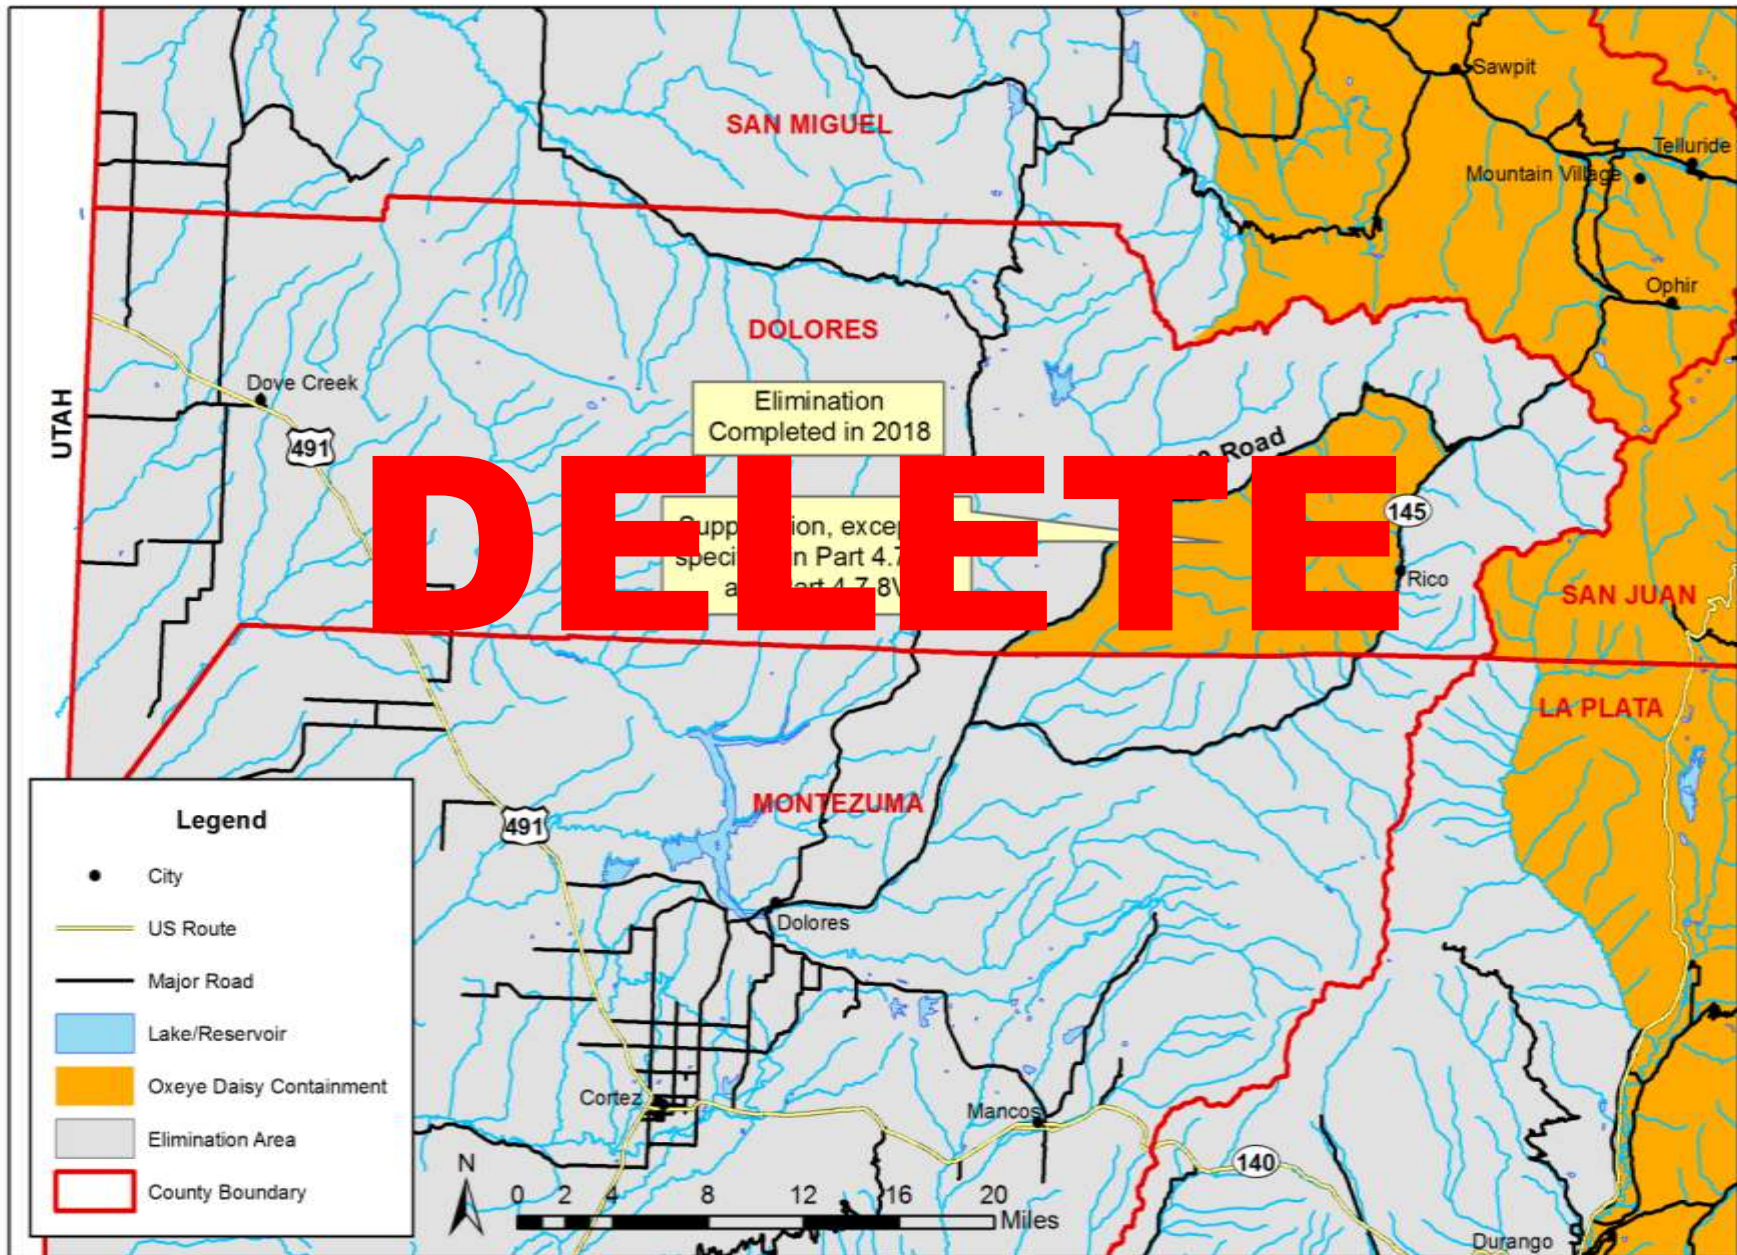 Sawpit
SAN MIGUEL
Telluride
Mountain Village
Ophir
DOLORES
Dove Creek
UTAH
Elimination
Completed in 2018
491
Road
DELETE
145
in Part
Rico
SAN JUAN
LA PLATA
MONTEZUMA
491
Dolores
Cortez
Mancos
140
Durango
Legend
City
US Route
Major Road
Lake/Reservoir
Oxeye Daisy Containment
Elimination Area
County Boundary
N
0 2 4 8 12 16 20
Miles